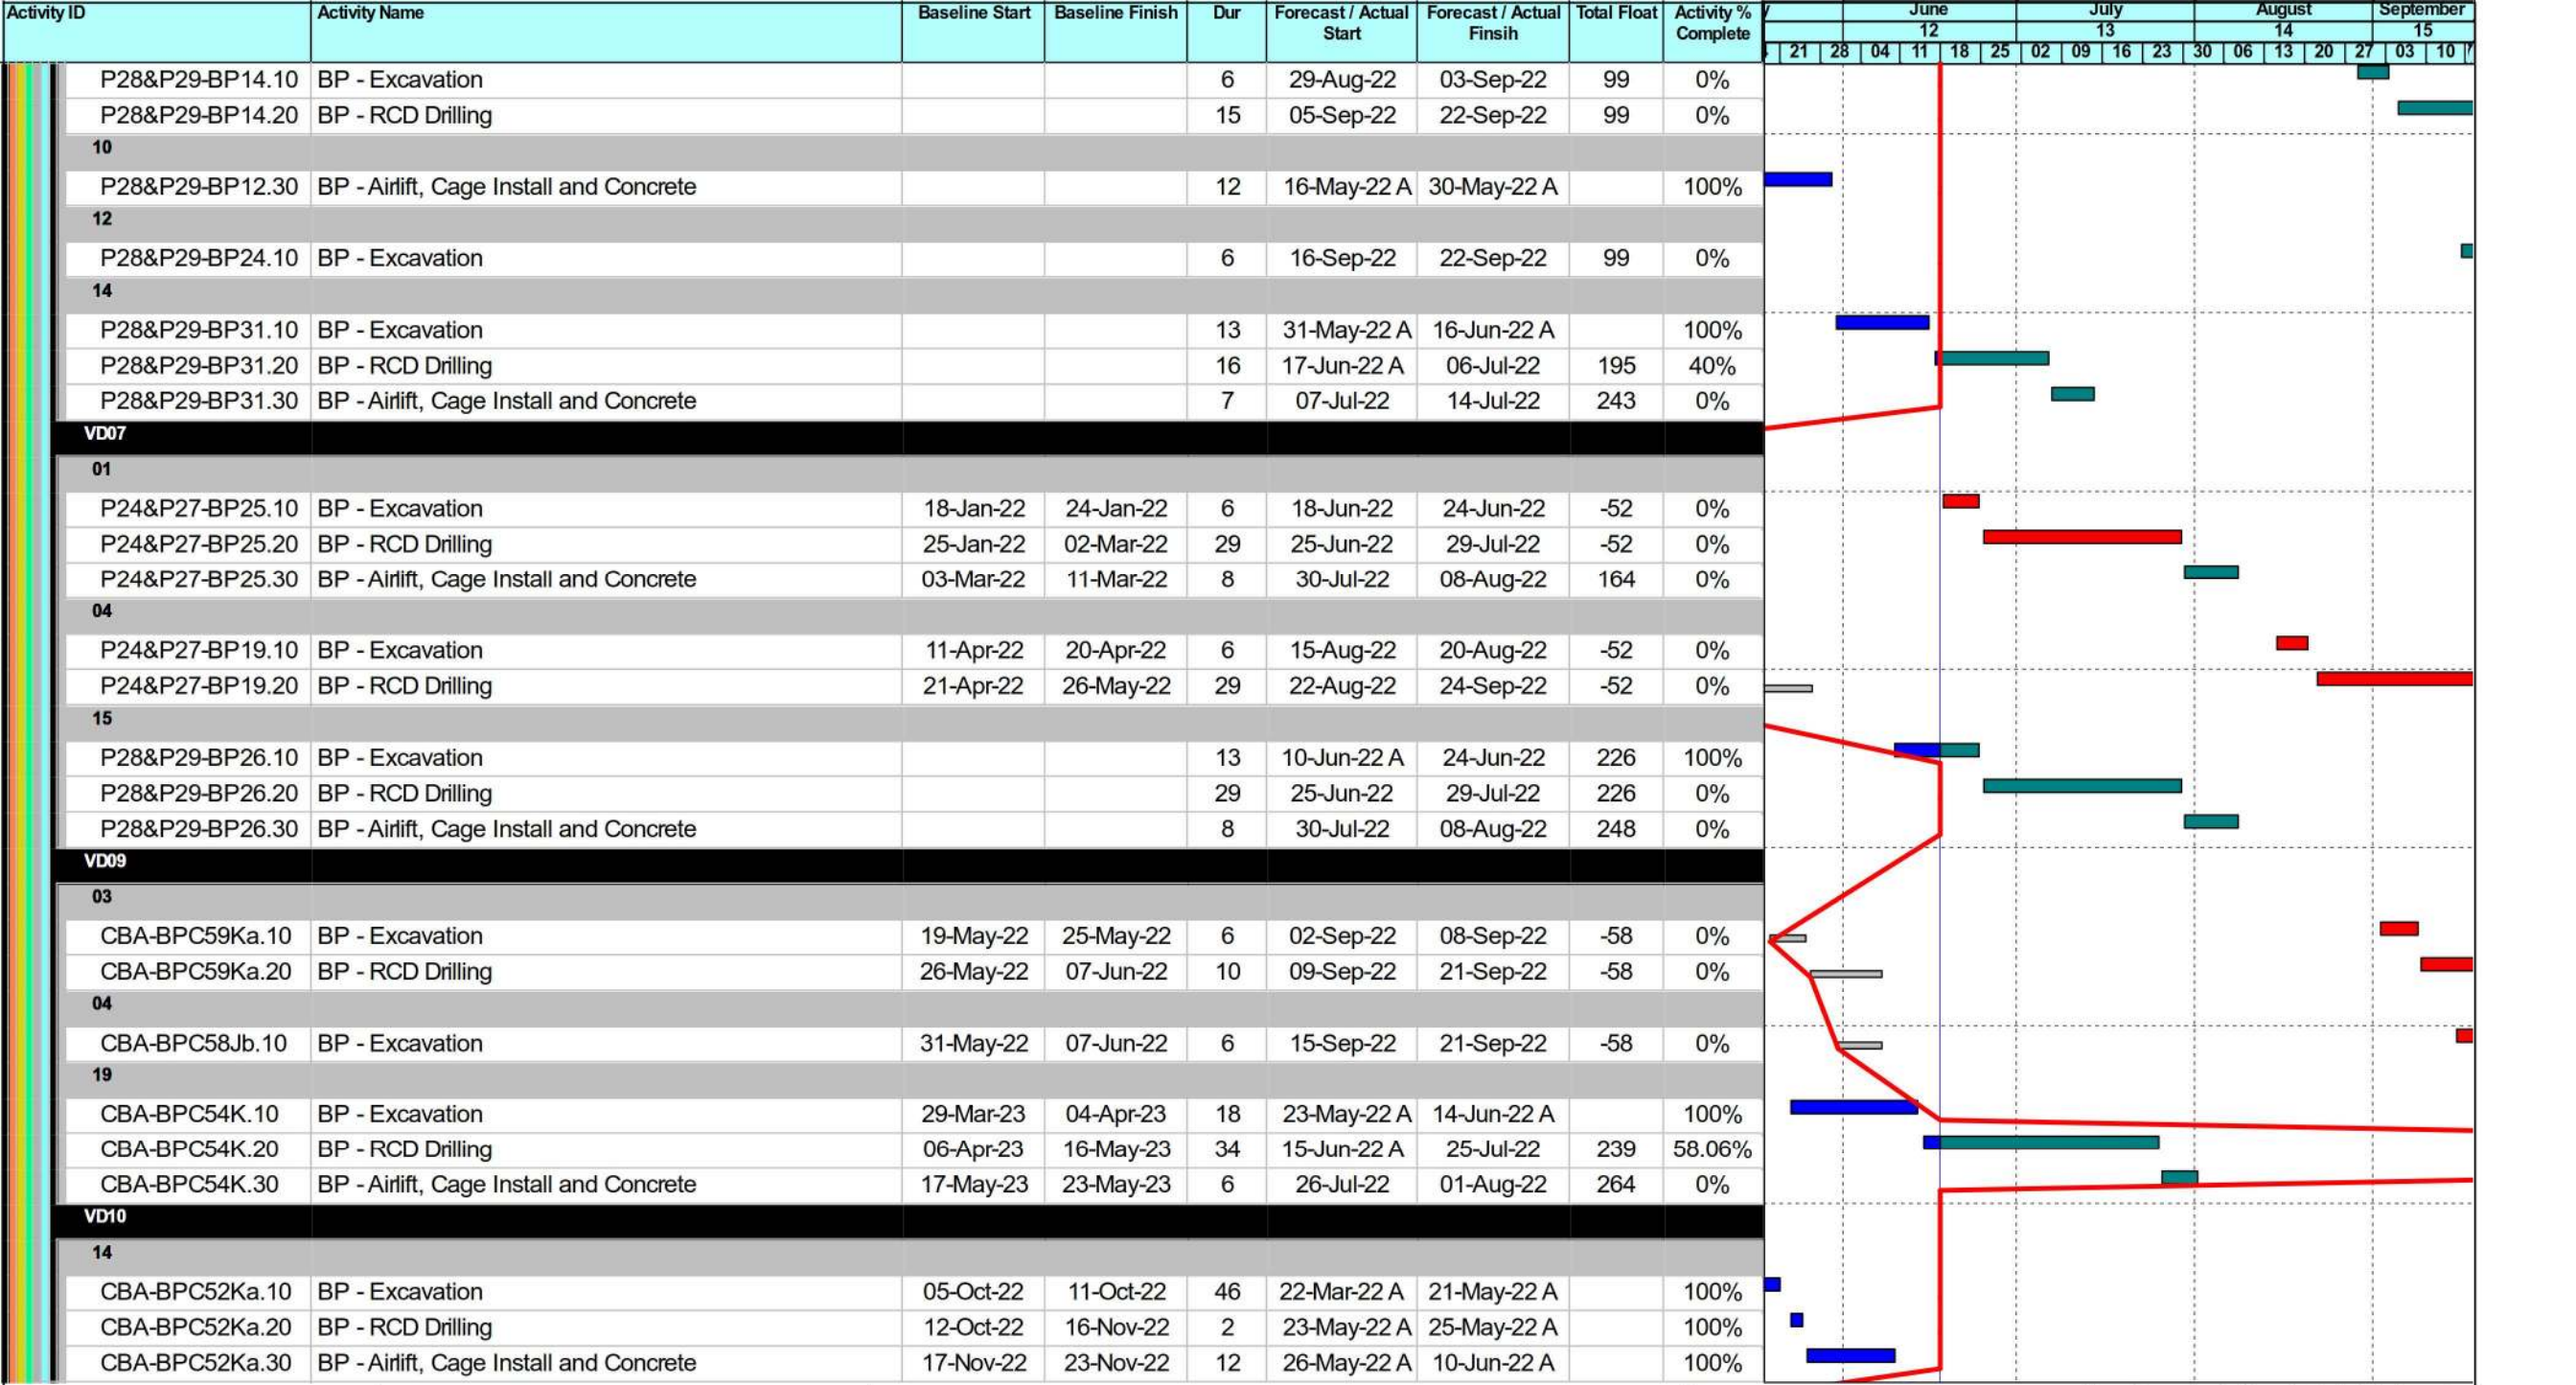 Activity ID Activity Name Baseline Start Baseline Finish Dur Forecast / Actual Start Forecast / Actual Finsih Total Float Activity % Complete
y June July August September
12 13 14 15
21 28 04 11 18 25 02 09 16 23 30 06 13 20 27 03 10
P28&P29-BP14.10 BP - Excavation 6 29-Aug-22 03-Sep-22 99 0%
P28&P29-BP14.20 BP - RCD Drilling 15 05-Sep-22 22-Sep-22 99 0%
10
P28&P29-BP12.30 BP - Airlift, Cage Install and Concrete 12 16-May-22 A 30-May-22 A 100%
12
P28&P29-BP24.10 BP - Excavation 6 16-Sep-22 22-Sep-22 99 0%
14
P28&P29-BP31.10 BP - Excavation 13 31-May-22 A 16-Jun-22 A 100%
P28&P29-BP31.20 BP - RCD Drilling 16 17-Jun-22 A 06-Jul-22 195 40%
P28&P29-BP31.30 BP - Airlift, Cage Install and Concrete 7 07-Jul-22 14-Jul-22 243 0%
VD07
01
P24&P27-BP25.10 BP - Excavation 18-Jan-22 24-Jan-22 6 18-Jun-22 24-Jun-22 -52 0%
P24&P27-BP25.20 BP - RCD Drilling 25-Jan-22 02-Mar-22 29 25-Jun-22 29-Jul-22 -52 0%
P24&P27-BP25.30 BP - Airlift, Cage Install and Concrete 03-Mar-22 11-Mar-22 8 30-Jul-22 08-Aug-22 164 0%
04
P24&P27-BP19.10 BP - Excavation 11-Apr-22 20-Apr-22 6 15-Aug-22 20-Aug-22 -52 0%
P24&P27-BP19.20 BP - RCD Drilling 21-Apr-22 26-May-22 29 22-Aug-22 24-Sep-22 -52 0%
15
P28&P29-BP26.10 BP - Excavation 13 10-Jun-22 A 24-Jun-22 226 100%
P28&P29-BP26.20 BP - RCD Drilling 29 25-Jun-22 29-Jul-22 226 0%
P28&P29-BP26.30 BP - Airlift, Cage Install and Concrete 8 30-Jul-22 08-Aug-22 248 0%
VD09
03
CBA-BPC59Ka.10 BP - Excavation 19-May-22 25-May-22 6 02-Sep-22 08-Sep-22 -58 0%
CBA-BPC59Ka.20 BP - RCD Drilling 26-May-22 07-Jun-22 10 09-Sep-22 21-Sep-22 -58 0%
04
CBA-BPC58Jb.10 BP - Excavation 31-May-22 07-Jun-22 6 15-Sep-22 21-Sep-22 -58 0%
19
CBA-BPC54K.10 BP - Excavation 29-Mar-23 04-Apr-23 18 23-May-22 A 14-Jun-22 A 100%
CBA-BPC54K.20 BP - RCD Drilling 06-Apr-23 16-May-23 34 15-Jun-22 A 25-Jul-22 239 58.06%
CBA-BPC54K.30 BP - Airlift, Cage Install and Concrete 17-May-23 23-May-23 6 26-Jul-22 01-Aug-22 264 0%
VD10
14
CBA-BPC52Ka.10 BP - Excavation 05-Oct-22 11-Oct-22 46 22-Mar-22 A 21-May-22 A 100%
CBA-BPC52Ka.20 BP - RCD Drilling 12-Oct-22 16-Nov-22 2 23-May-22 A 25-May-22 A 100%
CBA-BPC52Ka.30 BP - Airlift, Cage Install and Concrete 17-Nov-22 23-Nov-22 12 26-May-22 A 10-Jun-22 A 100%